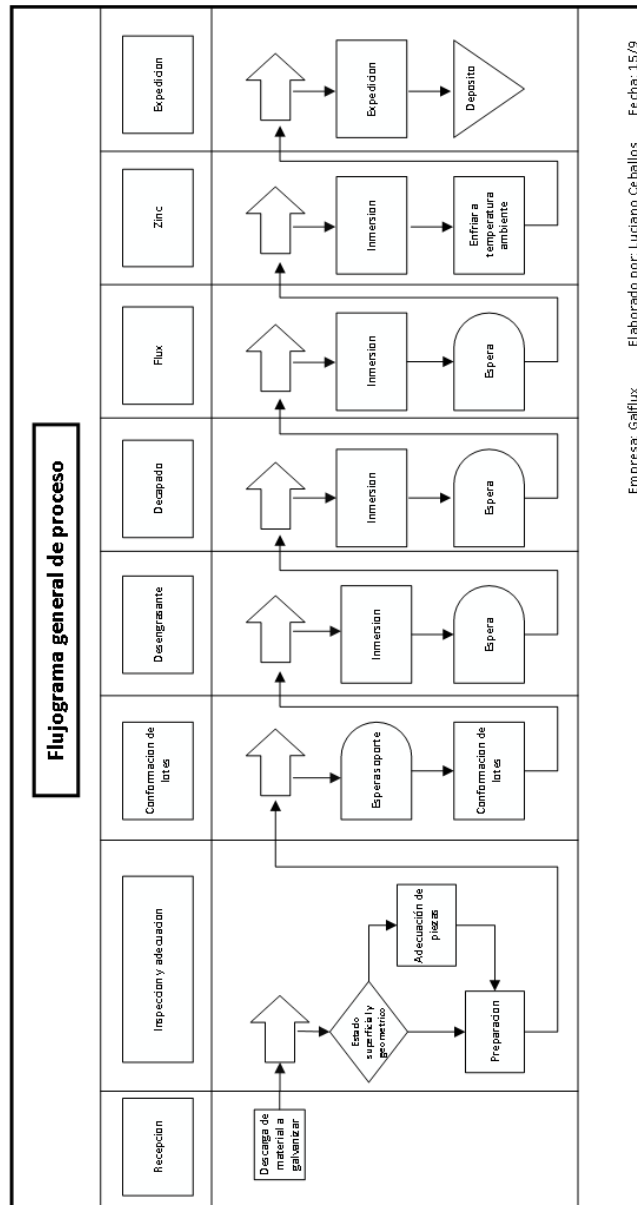 Flujograma general de proceso
Recepcion
Inspeccion y adecuacion
Conformacion de
lotes
Desengrasante
Decapado
Flux
Zinc
Expedicion
Descarga de
material a
galvanizar
Estado
superficial y
geometrico
Adecuación de
piezas
Preparacion
Espera soporte
Conformacion de
lotes
Inmersion
Espera
Inmersion
Espera
Inmersion
Espera
Inmersion
Enfriar a
temperatura
ambiente
Expedicion
Deposito
Empresa: Galflux Elaborado por: Luciano Ceballos Fecha: 15/9